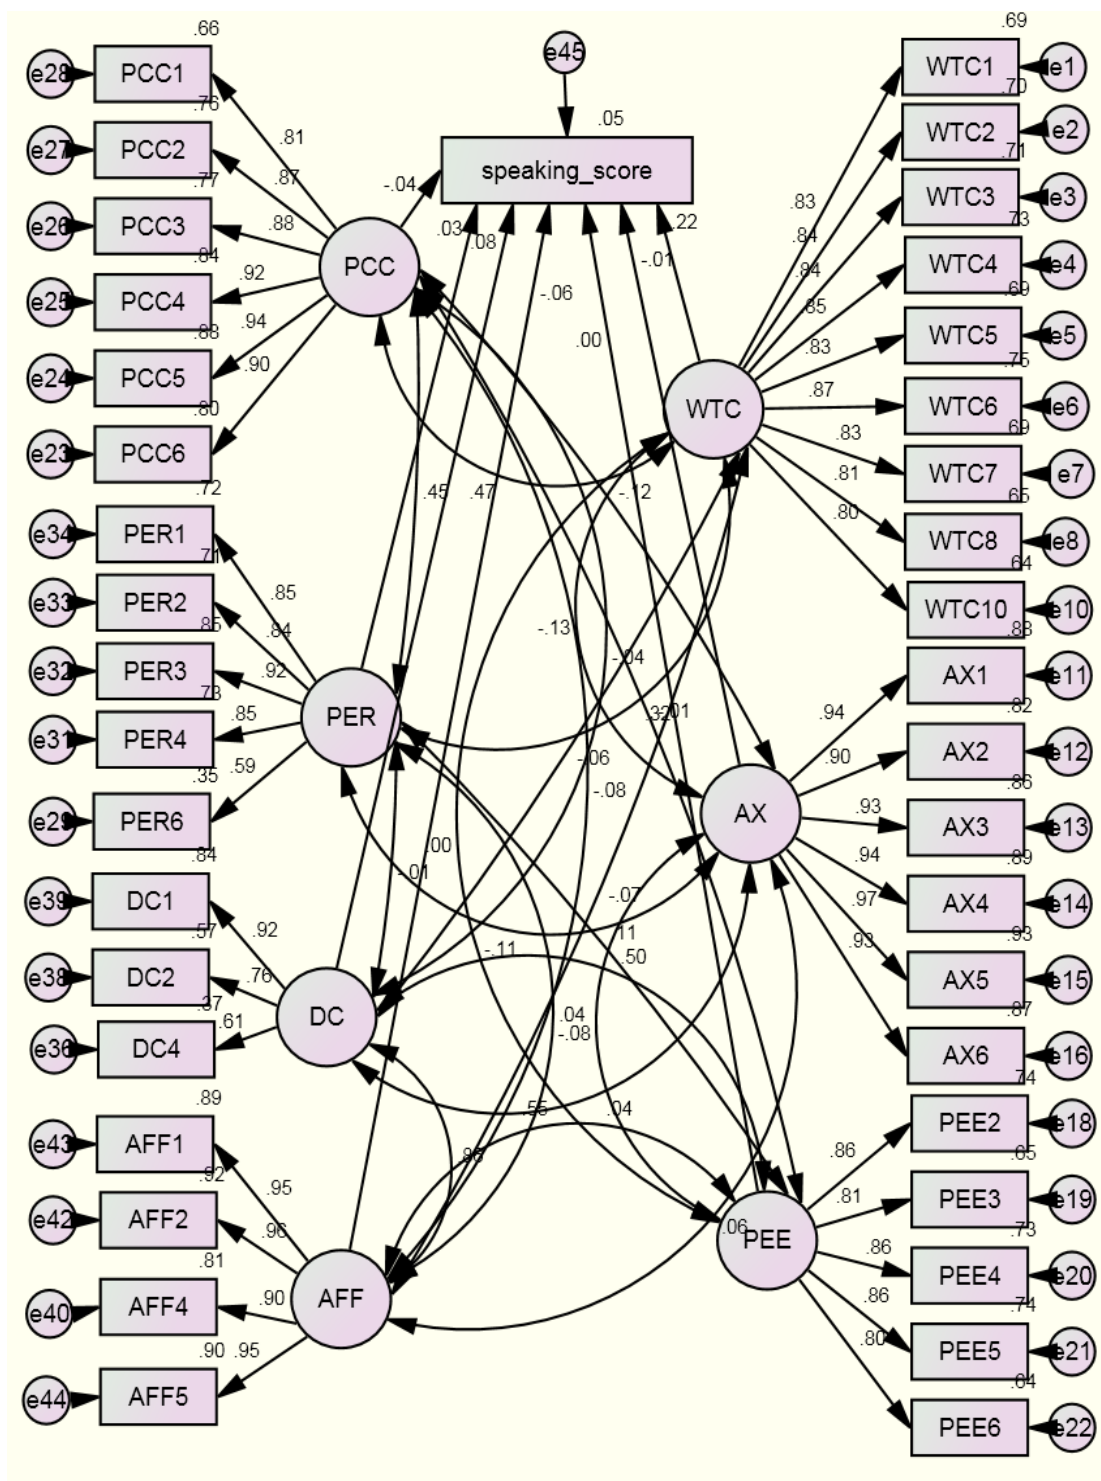 .66
e28 PCC1
.76
e27 PCC2
.77
e26 PCC3
.84
e25 PCC4
.88
e24 PCC5
.80
e23 PCC6
.81
.87
.88
.92
.94
.90
PCC
e45
.05
speaking_score
-.04
.03
.08
-.06
.00
-.01
.22
.69
WTC1 e1
.70
WTC2 e2
.71
WTC3 e3
.73
WTC4 e4
.69
WTC5 e5
.75
WTC6 e6
.69
WTC7 e7
.65
WTC8 e8
.64
WTC10 e10
.83
.84
.84
.85
.83
.87
.83
.81
.80
WTC
.72
e34 PER1
.71
e33 PER2
.85
e32 PER3
.73
e31 PER4
.35
e29 PER6
.85
.84
.92
.85
.59
PER
.45
.47
-.12
-.13
-.04
.32
-.01
-.06
-.08
.00
-.01
-.07
.11
.50
-.11
.04
-.08
.55
.04
.06
.88
AX1 e11
.82
AX2 e12
.86
AX3 e13
.89
AX4 e14
.93
AX5 e15
.87
AX6 e16
.94
.90
.93
.94
.97
.93
AX
.84
e39 DC1
.57
e38 DC2
.37
e36 DC4
.92
.76
.61
DC
.89
e43 AFF1
.92
e42 AFF2
.81
e40 AFF4
.90
e44 AFF5
.95
.96
.90
.95
AFF
.74
PEE2 e18
.65
PEE3 e19
.73
PEE4 e20
.74
PEE5 e21
.64
PEE6 e22
.86
.81
.86
.86
.80
PEE